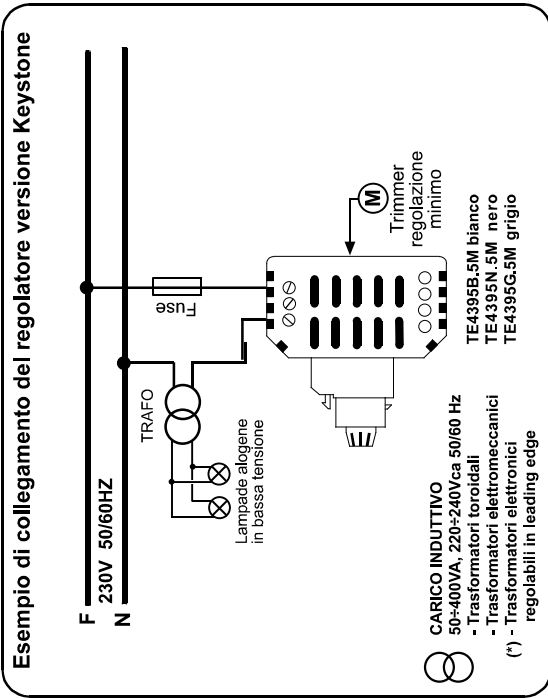 Esempio di collegamento del regolatore versione Keystone
F
230V 50/60HZ
N
TRAFO
Fuse
Lampade alogene
in bassa tensione
M
Trimmer
regolazione
minimo
CARICO INDUTTIVO
50÷400VA, 220÷240Vca 50/60 Hz
- Trasformatori toroidali
- Trasformatori elettromeccanici
(*) - Trasformatori elettronici
regolabili in leading edge
TE4395B.5M bianco
TE4395N.5M nero
TE4395G.5M grigio